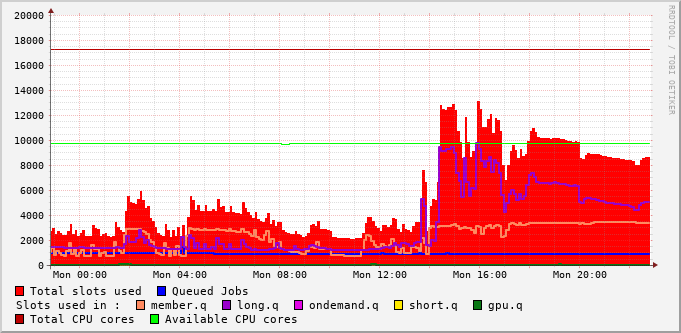 20000
18000
16000
14000
12000
10000
8000
6000
4000
2000
0
Mon 00:00 Mon 04:00 Mon 08:00 Mon 12:00 Mon 16:00 Mon 20:00
RRDTOOL / TOBI OETIKER
Total slots used Queued Jobs
Slots used in : member.q long.q ondemand.q short.q gpu.q
Total CPU cores Available CPU cores